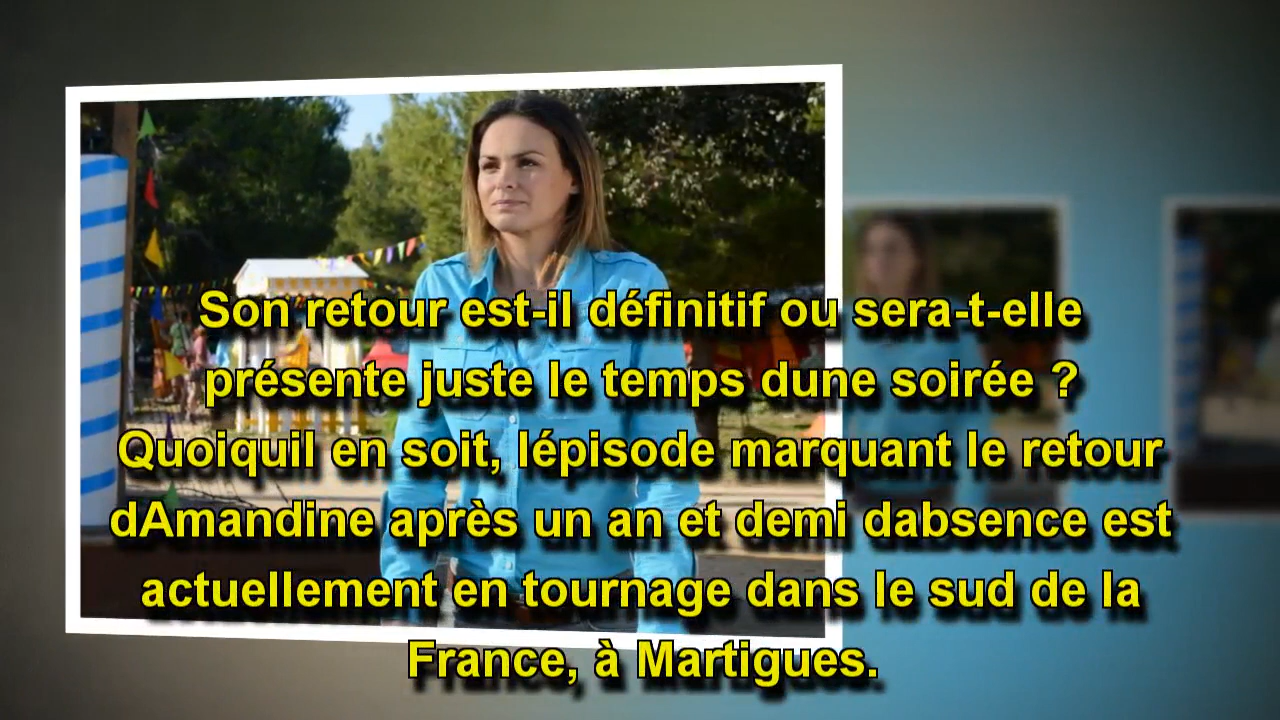 Son retour est-il définitif ou sera-t-elle
présente juste le temps dune soirée ?
Quoiquil en soit, lépisode marquant le retour
dAmandine après un an et demi dabsence est
actuellement en tournage dans le sud de la
France, à Martigues.